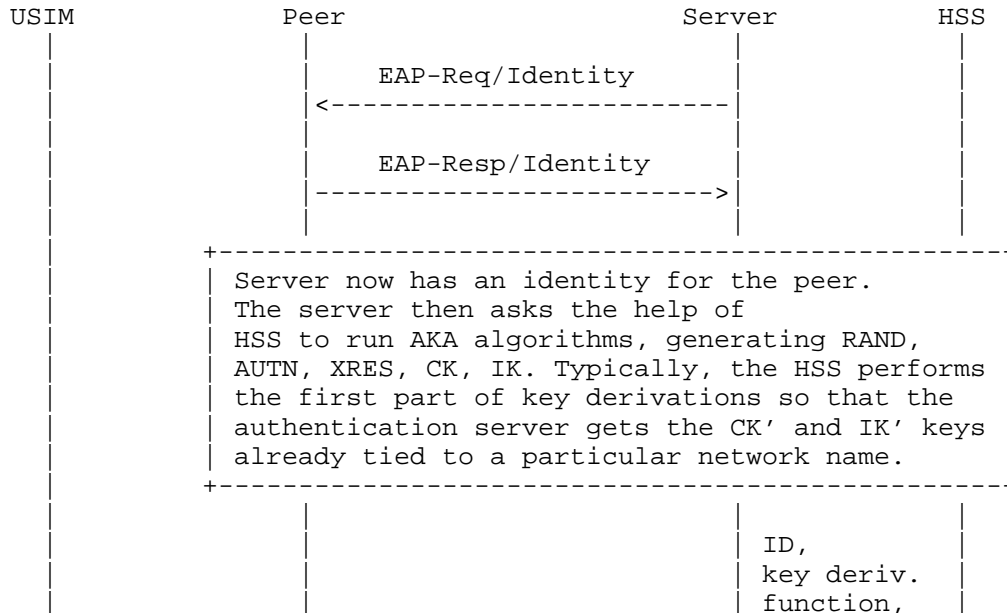 USIM Peer Server HSS
EAP-Req/Identity
<------------------------
EAP-Resp/Identity
------------------------>
Server now has an identity for the peer.
The server then asks the help of
HSS to run AKA algorithms, generating RAND,
AUTN, XRES, CK, IK. Typically, the HSS performs
the first part of key derivations so that the
authentication server gets the CK’ and IK’ keys
already tied to a particular network name.
ID,
key deriv.
function,